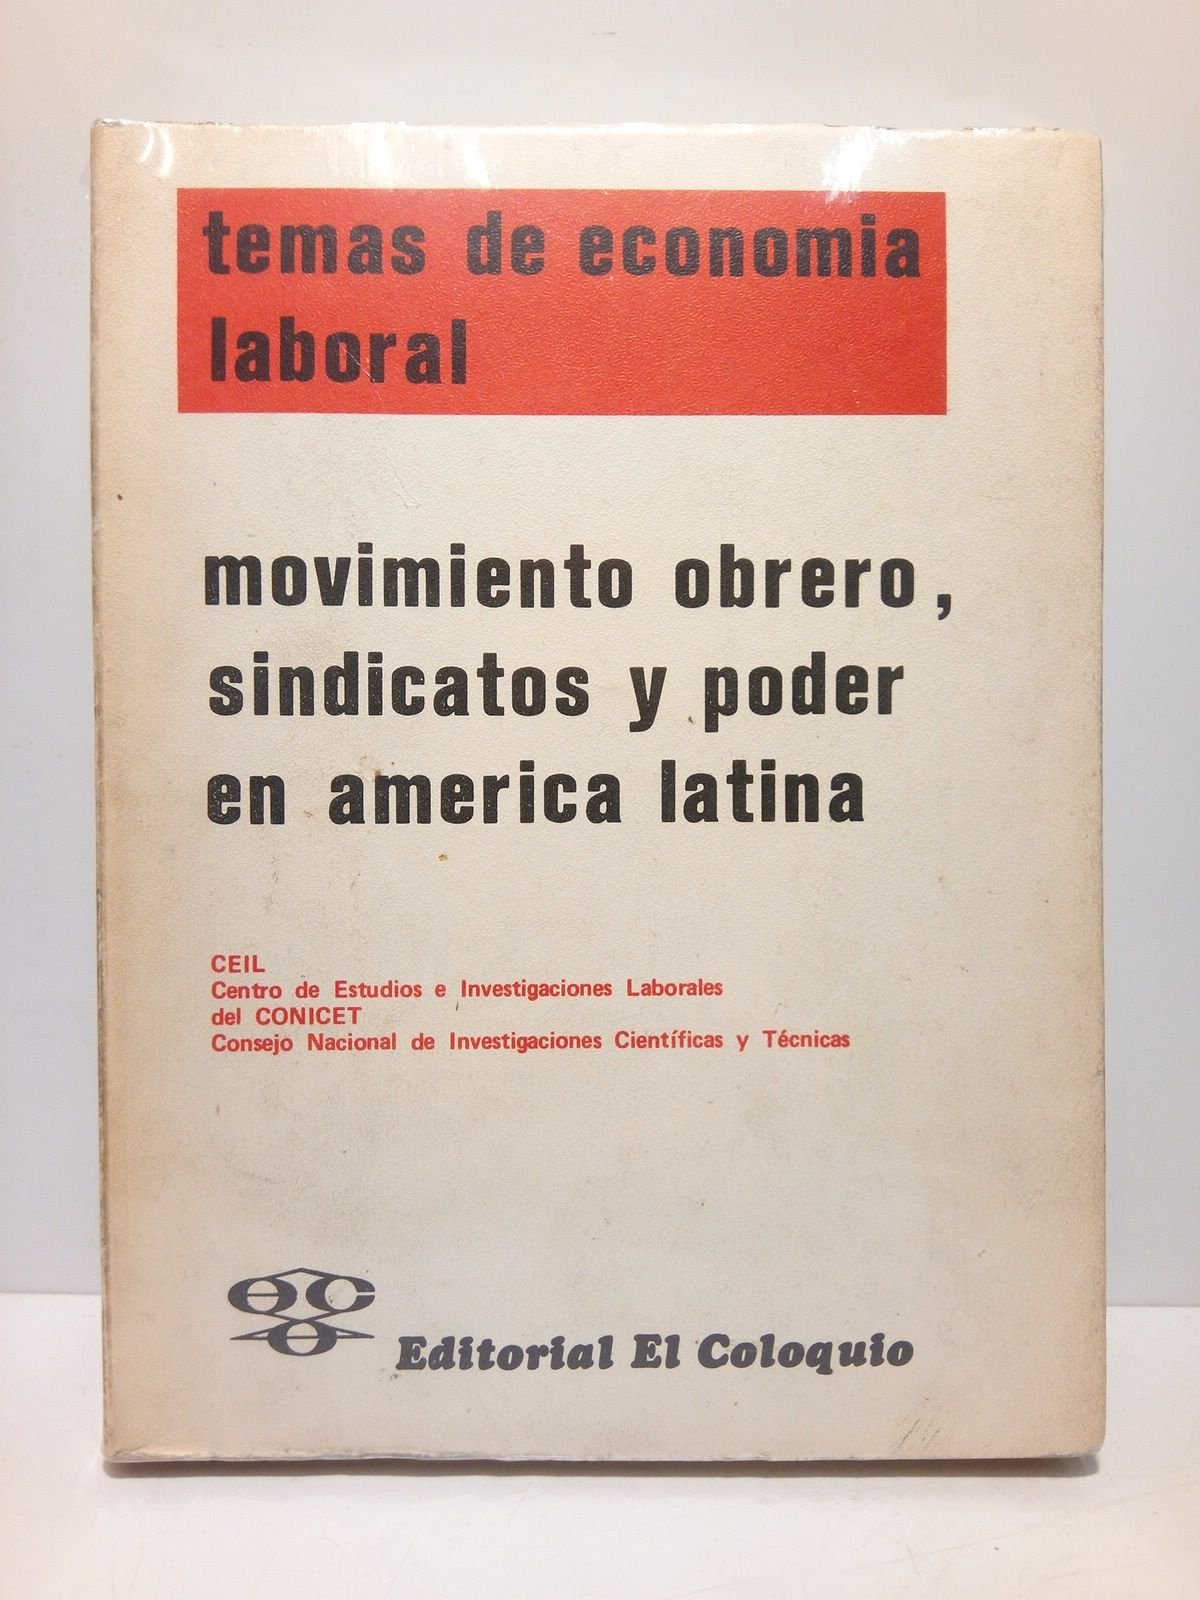 temas de economia
laboral
movimiento obrero,
sindicatos y poder
en america latina
CEIL
Centro de Estudios e Investigaciones Laborales
del CONICET
Consejo Nacional de Investigaciones Científicas y Técnicas
Editorial El Coloquio